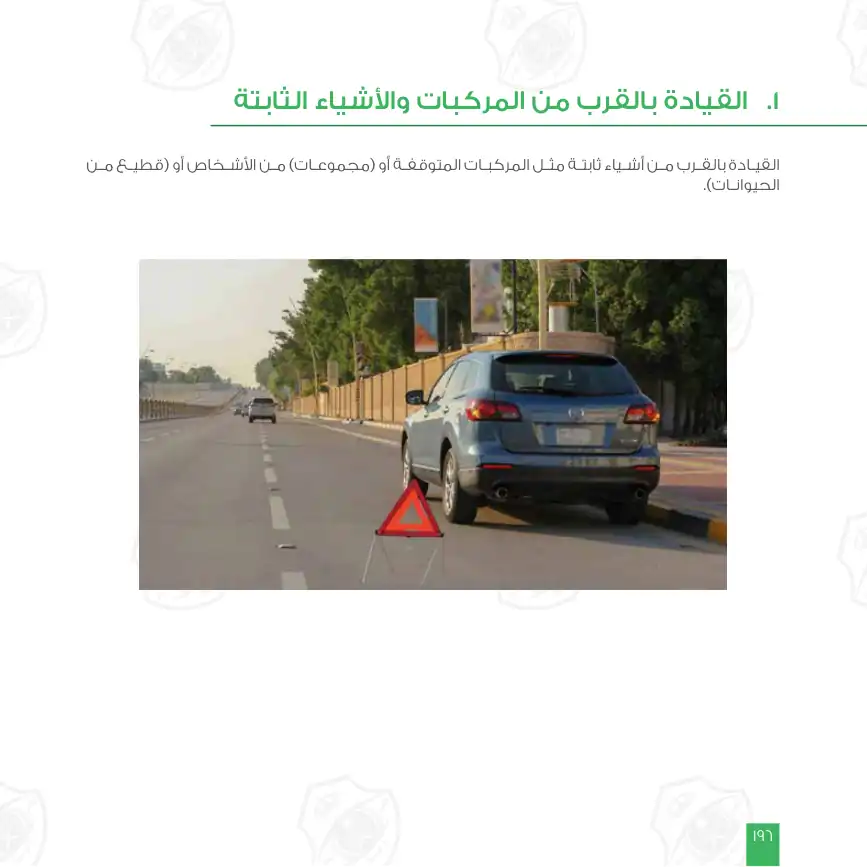 ١. القيادة بالقرب من المركبات والأشياء الثابتة
القيادة بالقرب من أشياء ثابتة مثل المركبات المتوقفة أو (مجموعات) من الأشخاص أو (قطيع من
الحيوانات).
١٩٦